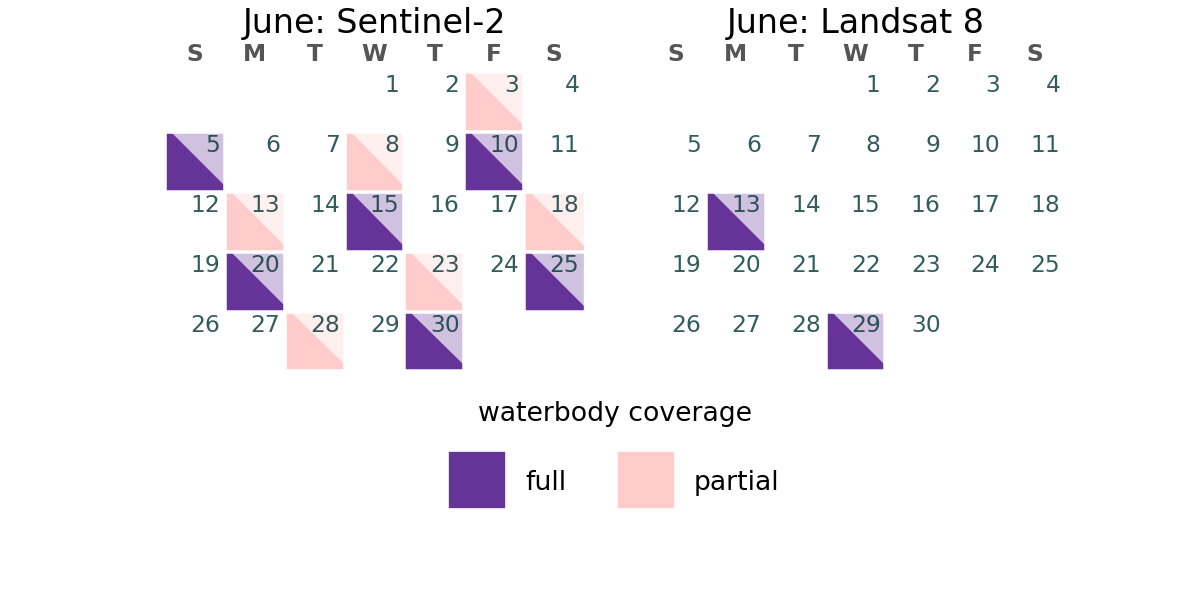 June: Sentinel-2
S M T W T F S
1 2 3 4
5 6 7 8 9 10 11
12 13 14 15 16 17 18
19 20 21 22 23 24 25
26 27 28 29 30
June: Landsat 8
S M T W T F S
1 2 3 4
5 6 7 8 9 10 11
12 13 14 15 16 17 18
19 20 21 22 23 24 25
26 27 28 29 30
waterbody coverage
full partial